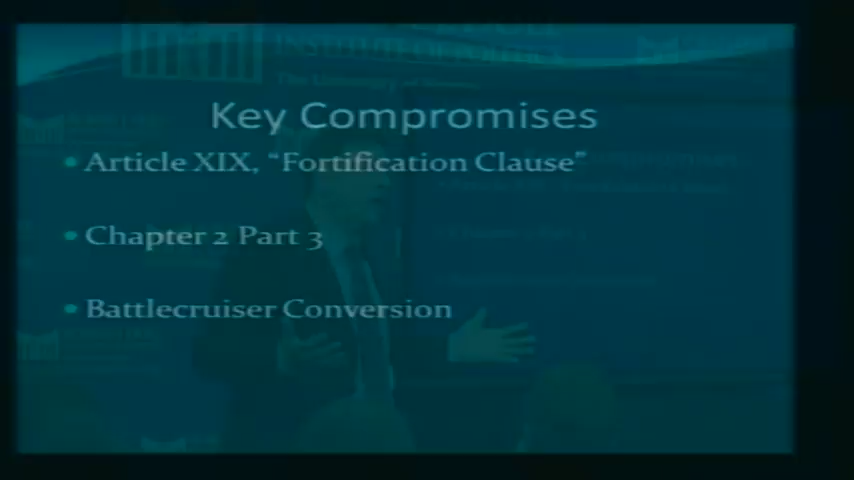 Key Compromises
• Article XIX, “Fortification Clause”
• Chapter 2 Part 3
• Battlecruiser Conversion